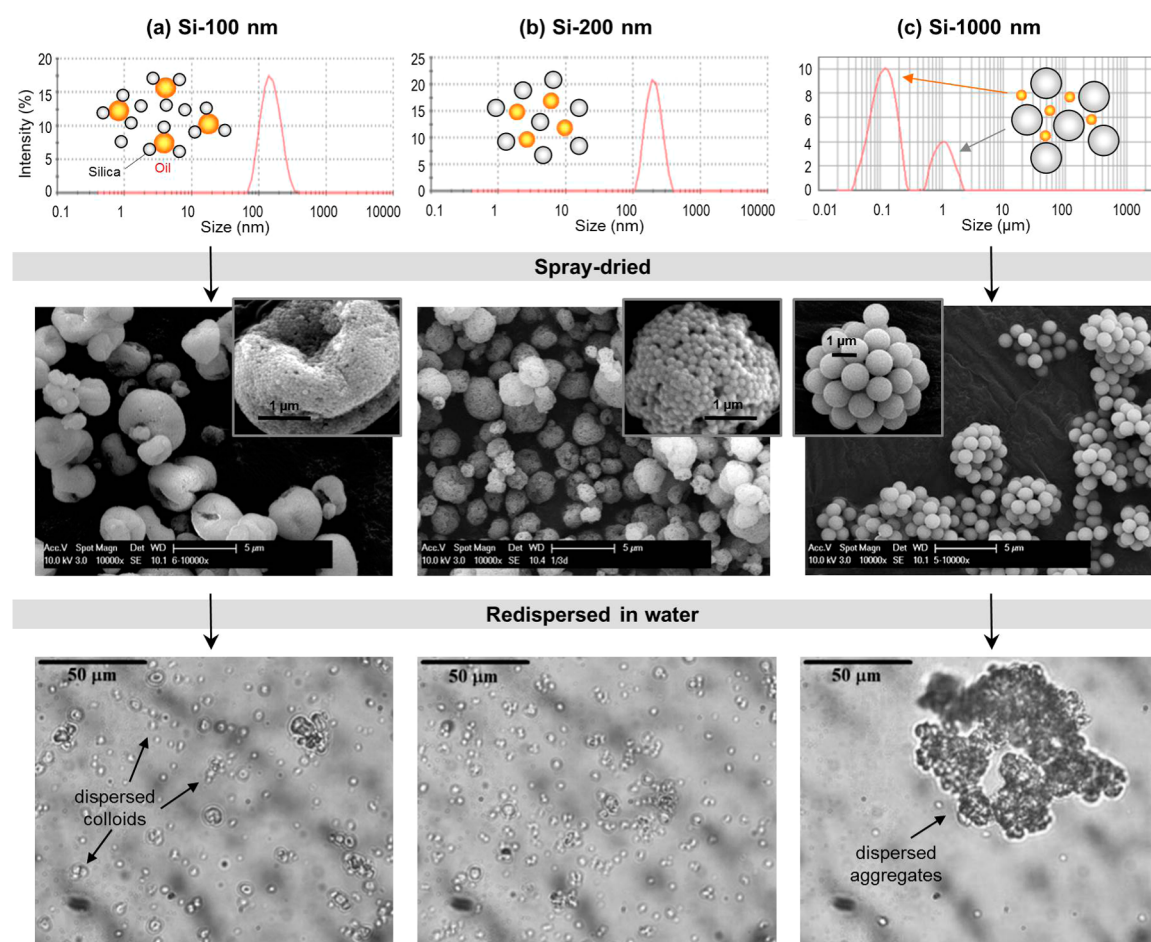 (a) Si-100 nm
(b) Si-200 nm
(c) Si-1000 nm
Intensity (%)
20
15
10
5
0
Silica
Oil
0.1 1 10 100 1000 10000
Size (nm)
25
20
15
10
5
0
0.1 1 10 100 1000 10000
Size (nm)
10
8
6
4
2
0
0.01 0.1 1 10 100 1000
Size (µm)
Spray-dried
1 µm
Acc.V Spot Magn Det WD 5 µm
10.0 kV 3.0 10000x SE 10.1 6-10000x
1 µm
Acc.V Spot Magn Det WD 5 µm
10.0 kV 3.0 10000x SE 10.4 1/3d
1 µm
Acc.V Spot Magn Det WD 5 µm
10.0 kV 3.0 10000x SE 10.1 5-10000x
Redispersed in water
50 µm
dispersed
colloids
50 µm
50 µm
dispersed
aggregates